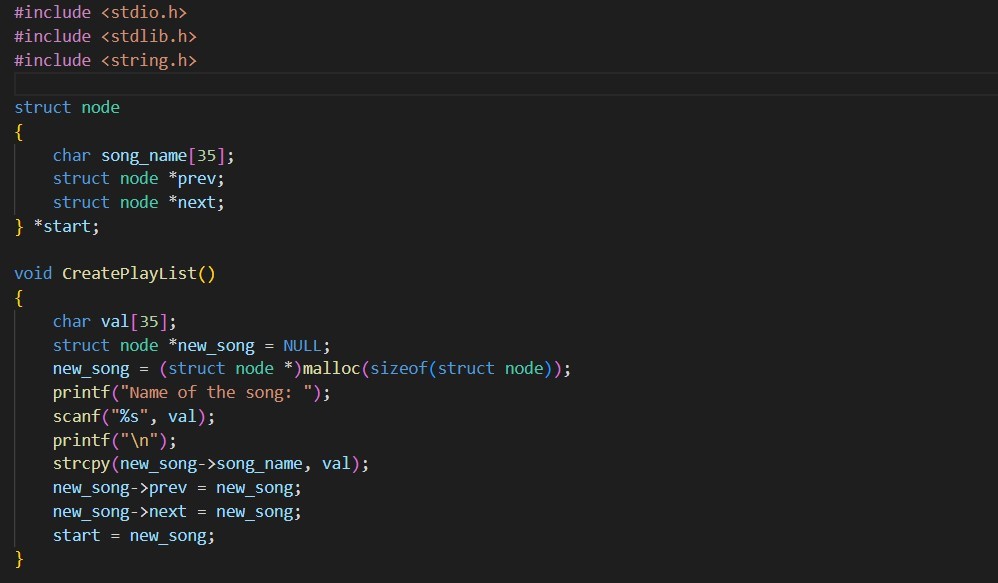 #include <stdio.h>
#include <stdlib.h>
#include <string.h>
struct node
{
    char song_name[35];
    struct node *prev;
    struct node *next;
} *start;
void CreatePlayList()
{
    char val[35];
    struct node *new_song = NULL;
    new_song = (struct node *)malloc(sizeof(struct node));
    printf("Name of the song: ");
    scanf("%s", val);
    printf("\n");
    strcpy(new_song->song_name, val);
    new_song->prev = new_song;
    new_song->next = new_song;
    start = new_song;
}